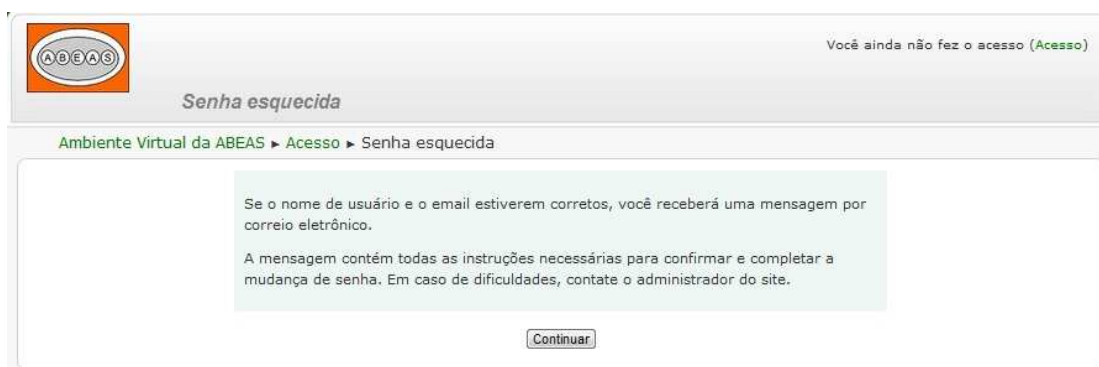 ABEAS
Você ainda não fez o acesso (Acesso)
Senha esquecida
Ambiente Virtual da ABEAS ► Acesso ► Senha esquecida
Se o nome de usuário e o email estiverem corretos, você receberá uma mensagem por
correio eletrônico.
A mensagem contém todas as instruções necessárias para confirmar e completar a
mudança de senha. Em caso de dificuldades, contate o administrador do site.
Continuar